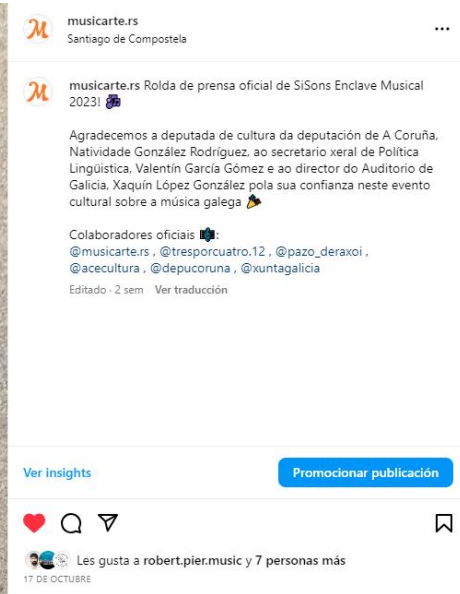 musicarte.rs
Santiago de Compostela
musicarte.rs Rolda de prensa oficial de SiSons Enclave Musical
2023!
Agradecemos a deputada de cultura da deputación de A Coruña,
Natividade González Rodríguez, ao secretario xeral de Política
Lingüistica, Valentín García Gómez e ao director do Auditorio de
Galicia, Xaquín López González pola sua confianza neste evento
cultural sobre a música galega
Colaboradores oficiais :
@musicarte.rs , @tresporcuatro.12 , @pazo_deraxoi ,
@acecultura , @depucoruna , @xuntagalicia
Editado · 2 sem Ver traducción
Ver insights
Promocionar publicación
Les gusta a robert.pier.music y 7 personas más
17 DE OCTUBRE